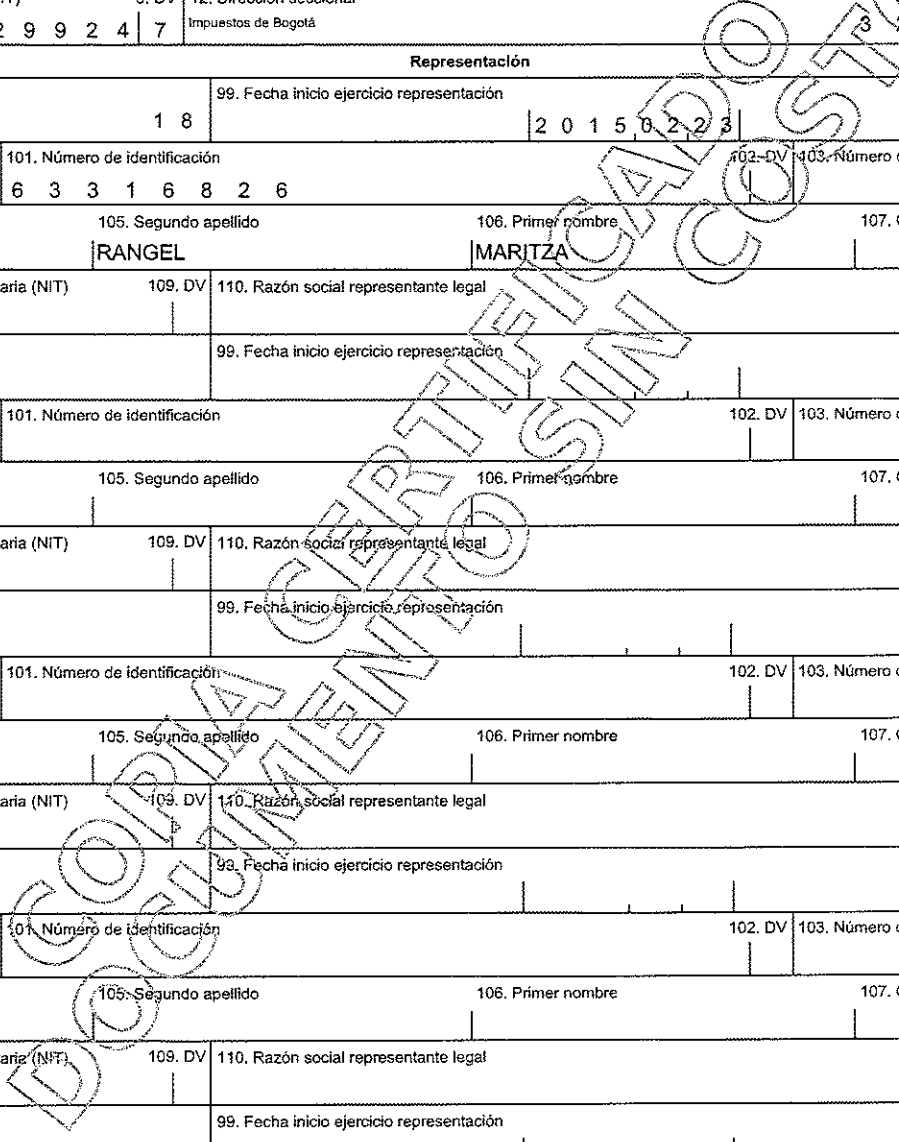 DV 12. Dirección seccional
9 9 2 4 7 Impuestos de Bogotá 3
Representación
99. Fecha inicio ejercicio representación
1 8 2 0 1 5 0 2 2 3
101. Número de identificación 102. DV 103. Número
6 3 3 1 6 8 2 6
105. Segundo apellido 106. Primer nombre 107.
RANGEL MARITZA
aria (NIT) 109. DV 110. Razón social representante legal
99. Fecha inicio ejercicio representación
101. Número de identificación 102. DV 103. Número
105. Segundo apellido 106. Primer nombre 107.
aria (NIT) 109. DV 110. Razón social representante legal
99. Fecha inicio ejercicio representación
101. Número de identificación 102. DV 103. Número
105. Segundo apellido 106. Primer nombre 107.
aria (NIT) 109. DV 110. Razón social representante legal
99. Fecha inicio ejercicio representación
101. Número de identificación 102. DV 103. Número
105. Segundo apellido 106. Primer nombre 107.
aria (NIT) 109. DV 110. Razón social representante legal
99. Fecha inicio ejercicio representación
COPIA CERTIFICADO
DOCUMENTO SIN COSTO